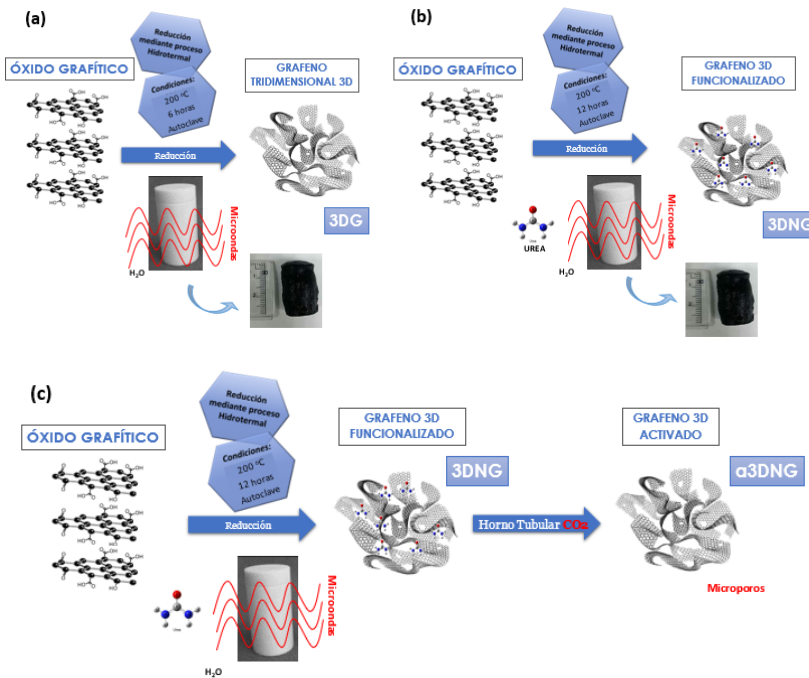 (a)
ÓXIDO GRAFÍTICO
Reducción
mediante proceso
Hidrotermal
Condiciones:
200 ºC
6 horas
Autoclave
Reducción
GRAFENO
TRIDIMENSIONAL 3D
3DG
Microondas
H2O
(b)
ÓXIDO GRAFÍTICO
Reducción
mediante proceso
Hidrotermal
Condiciones:
200 ºC
12 horas
Autoclave
Reducción
GRAFENO 3D
FUNCIONALIZADO
3DNG
Urea
UREA
Microondas
H2O
(c)
ÓXIDO GRAFÍTICO
Reducción
mediante proceso
Hidrotermal
Condiciones:
200 ºC
12 horas
Autoclave
Reducción
GRAFENO 3D
FUNCIONALIZADO
3DNG
Horno Tubular CO2
GRAFENO 3D
ACTIVADO
a3DNG
Microporos
Urea
Microondas
H2O